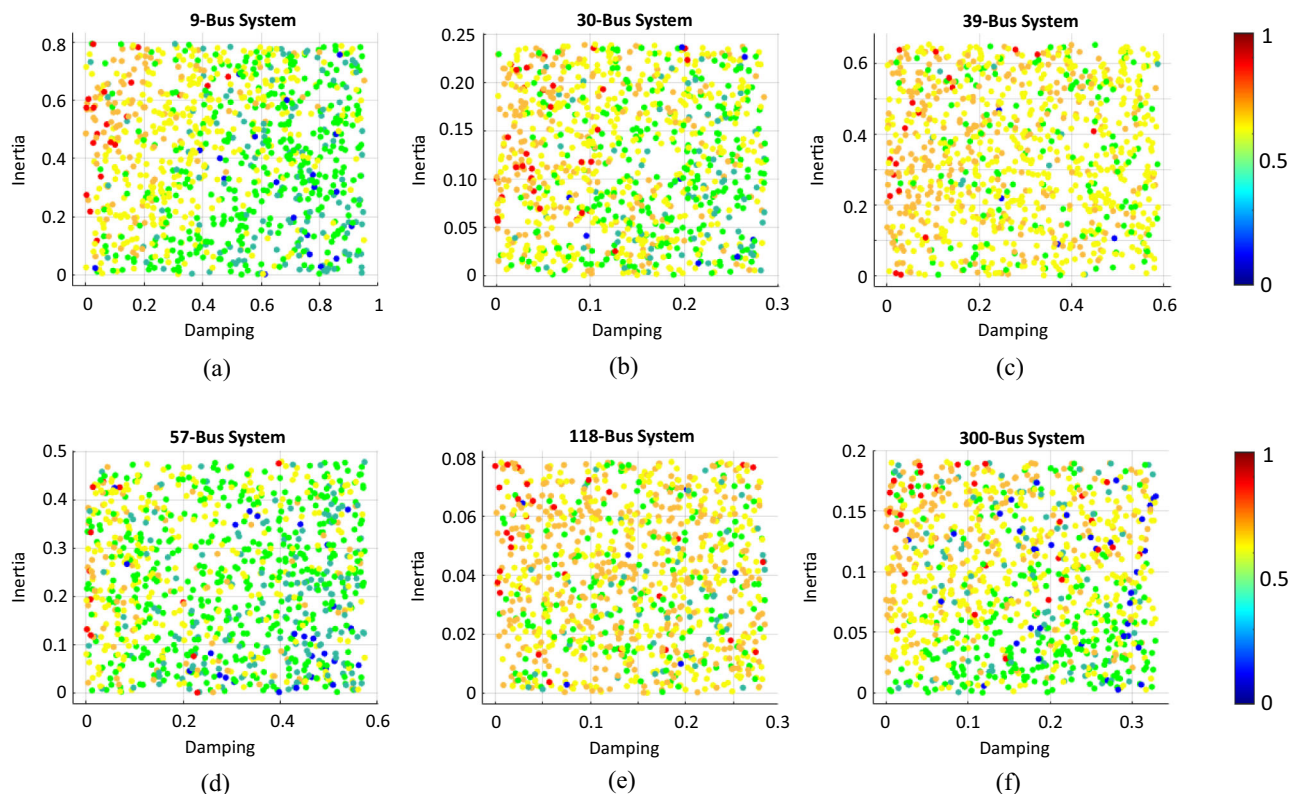 9-Bus System
0.8
0.6
0.4
0.2
0
Inertia
0 0.2 0.4 0.6 0.8 1
Damping
(a)
30-Bus System
0.25
0.20
0.15
0.10
0.05
0
Inertia
0 0.1 0.2 0.3
Damping
(b)
39-Bus System
0.6
0.4
0.2
0
Inertia
0 0.2 0.4 0.6
Damping
(c)
1
0.5
0
57-Bus System
0.5
0.4
0.3
0.2
0.1
0
Inertia
0 0.2 0.4 0.6
Damping
(d)
118-Bus System
0.08
0.06
0.04
0.02
0
Inertia
0 0.1 0.2 0.3
Damping
(e)
300-Bus System
0.2
0.15
0.1
0.05
0
Inertia
0.1 0.2 0.3
Damping
(f)
1
0.5
0